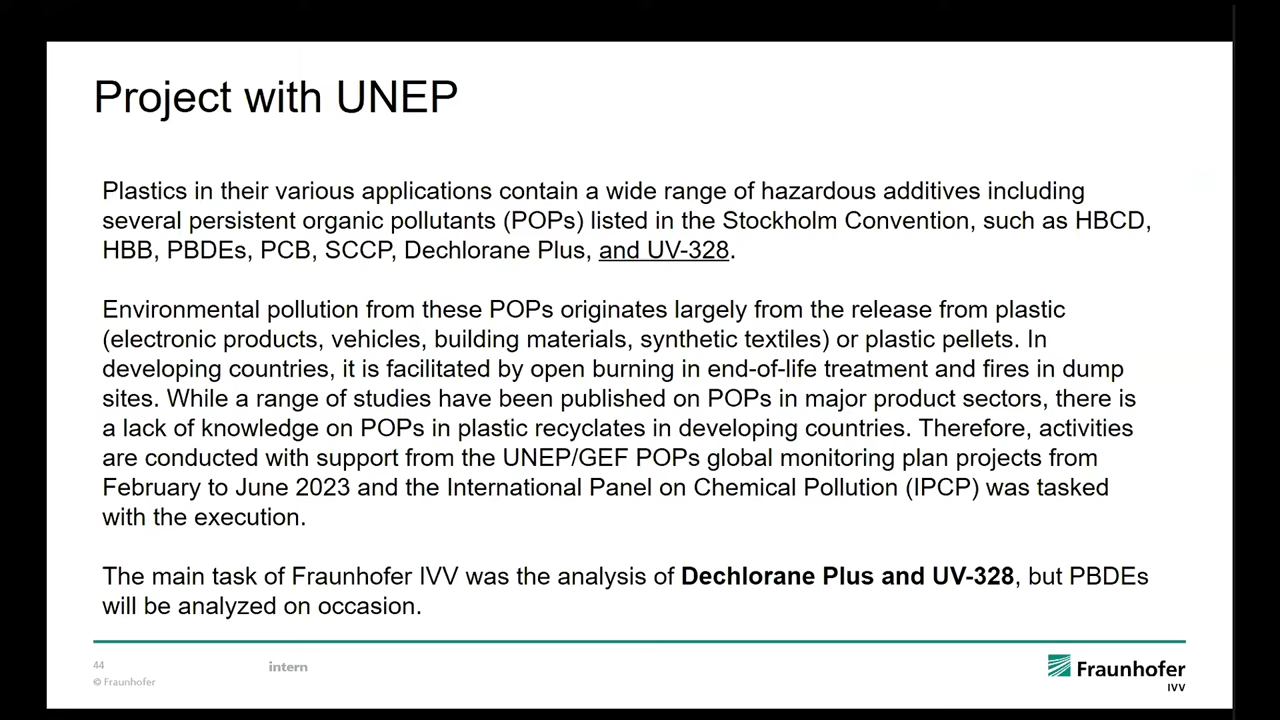 Project with UNEP
Plastics in their various applications contain a wide range of hazardous additives including
several persistent organic pollutants (POPs) listed in the Stockholm Convention, such as HBCD,
HBB, PBDEs, PCB, SCCP, Dechlorane Plus, and UV-328.
Environmental pollution from these POPs originates largely from the release from plastic
(electronic products, vehicles, building materials, synthetic textiles) or plastic pellets. In
developing countries, it is facilitated by open burning in end-of-life treatment and fires in dump
sites. While a range of studies have been published on POPs in major product sectors, there is
a lack of knowledge on POPs in plastic recyclates in developing countries. Therefore, activities
are conducted with support from the UNEP/GEF POPs global monitoring plan projects from
February to June 2023 and the International Panel on Chemical Pollution (IPCP) was tasked
with the execution.
The main task of Fraunhofer IVV was the analysis of Dechlorane Plus and UV-328, but PBDEs
will be analyzed on occasion.
44
intern
© Fraunhofer
Fraunhofer
IVV